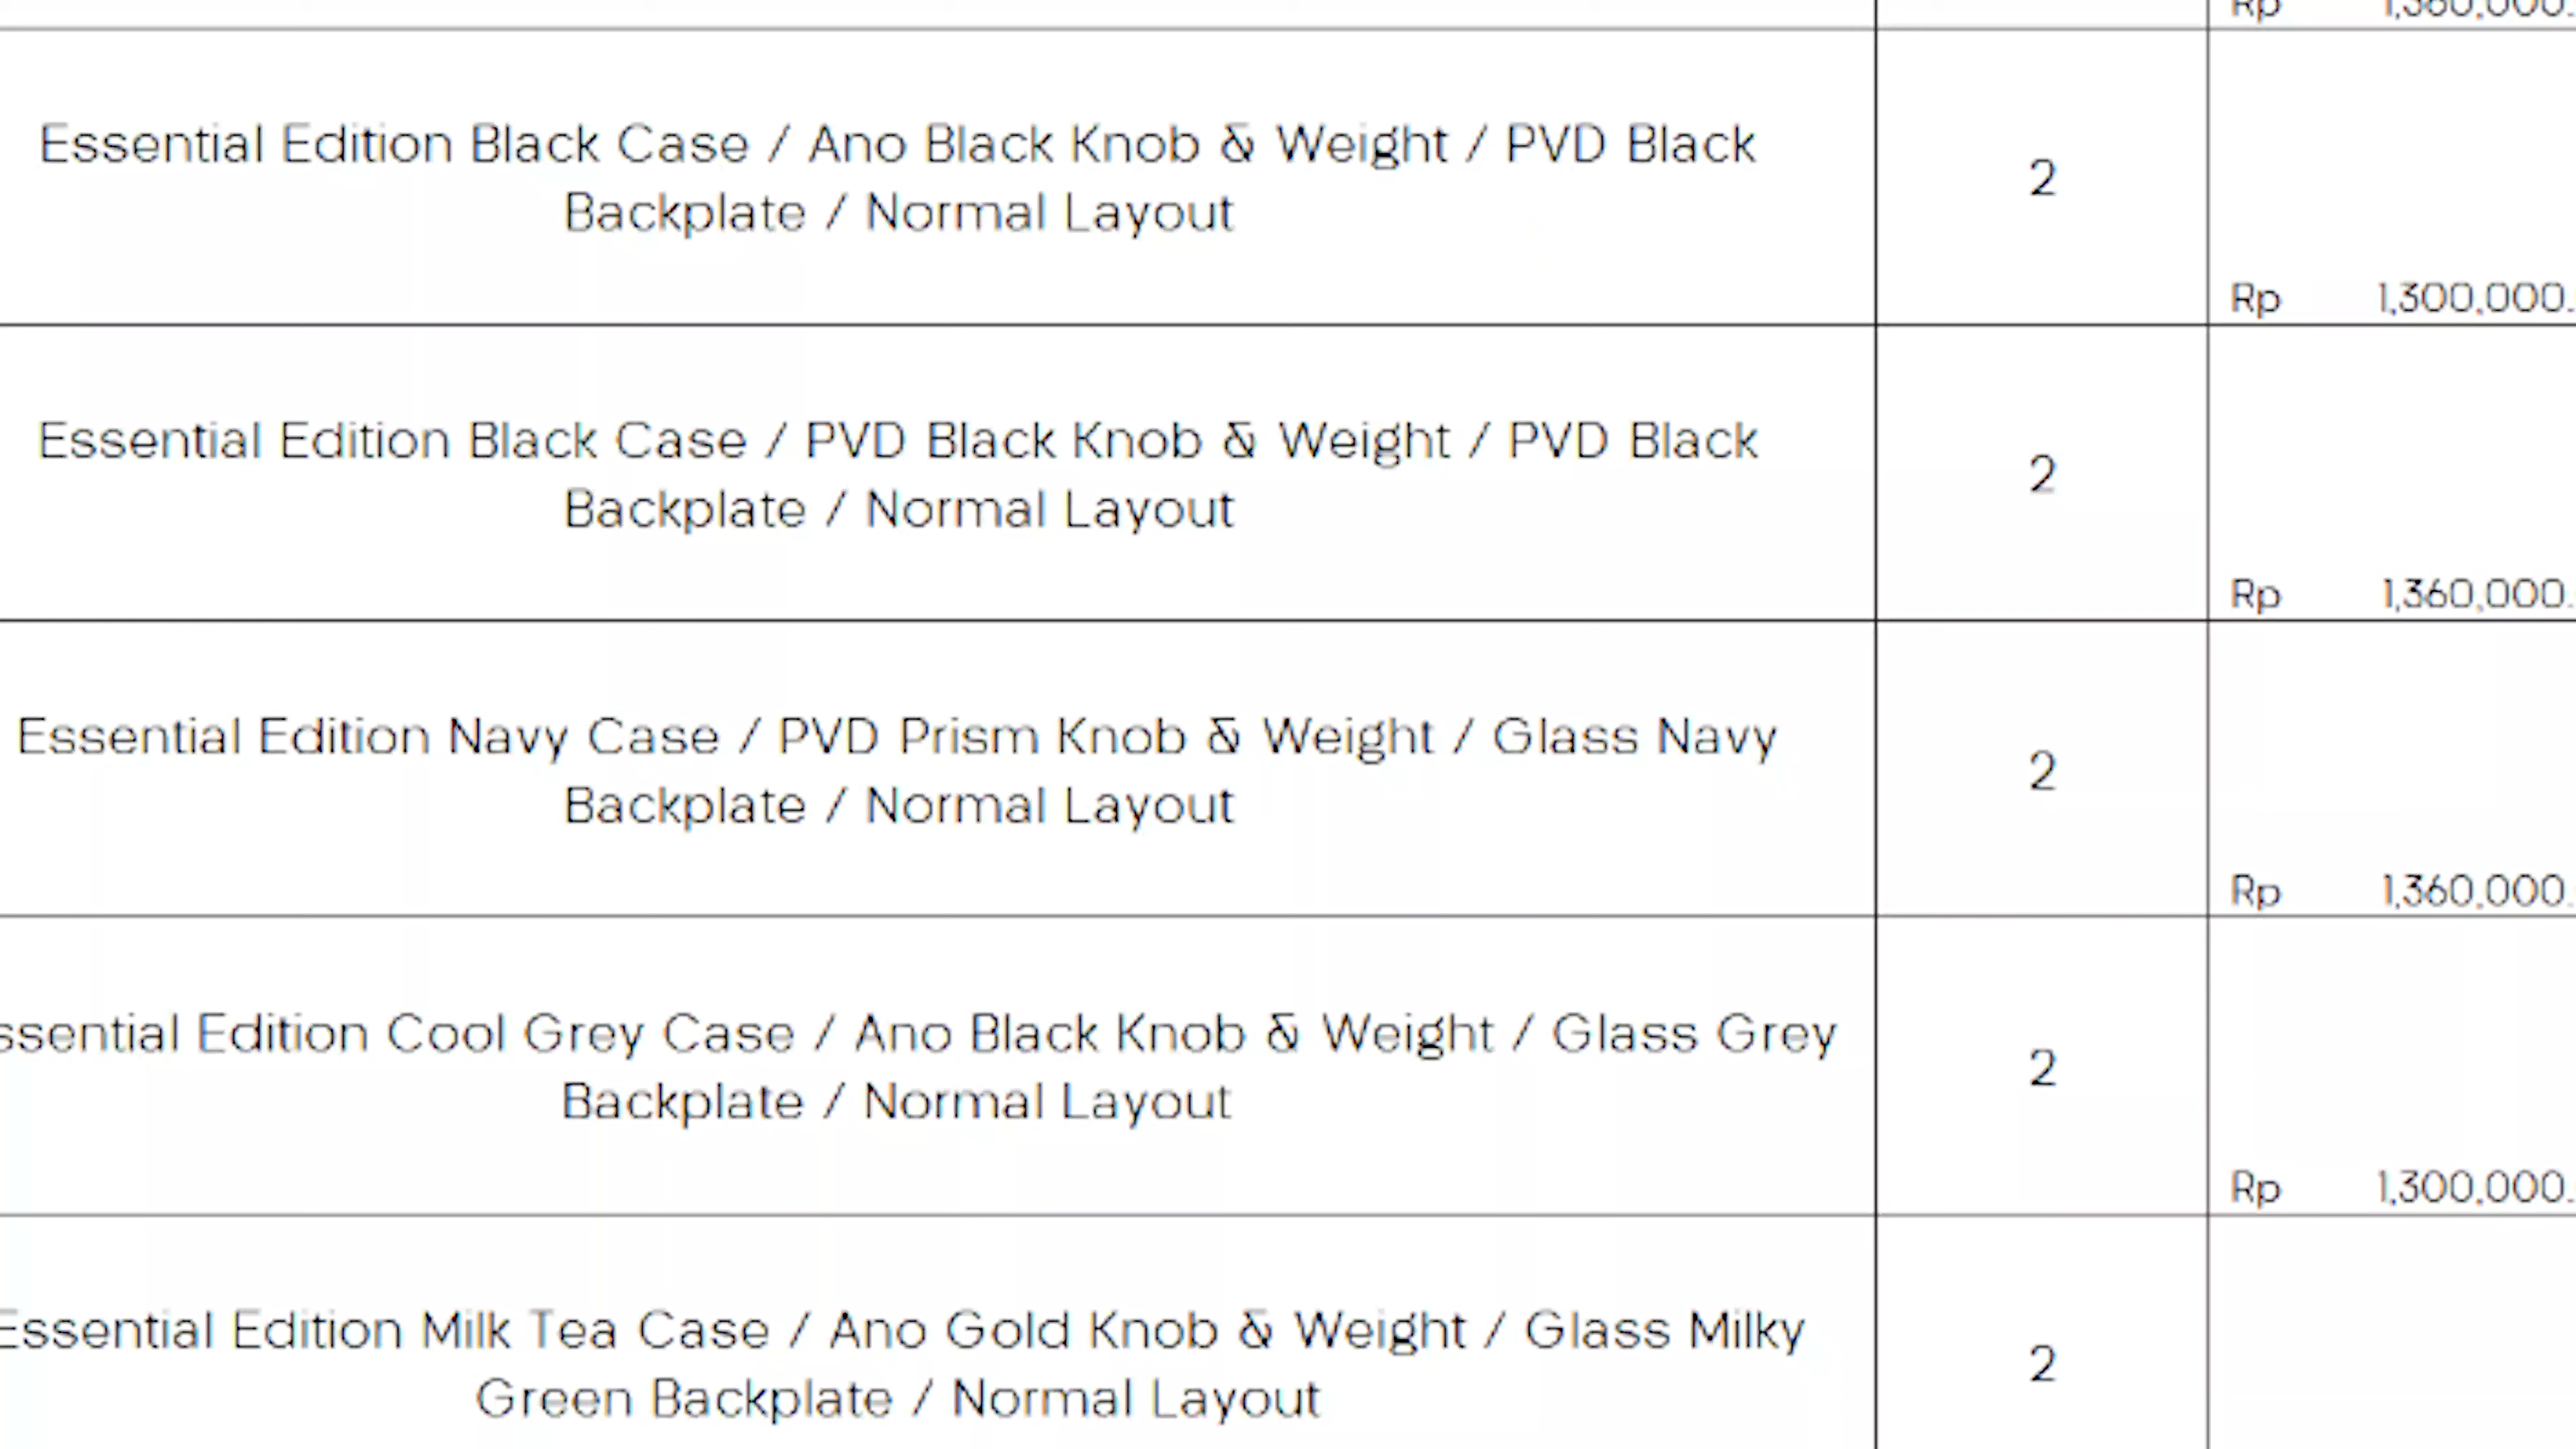 Rp 1,360,000.
Essential Edition Black Case / Ano Black Knob & Weight / PVD Black
Backplate / Normal Layout
2
Rp 1,300,000.
Essential Edition Black Case / PVD Black Knob & Weight / PVD Black
Backplate / Normal Layout
2
Rp 1,360,000.
Essential Edition Navy Case / PVD Prism Knob & Weight / Glass Navy
Backplate / Normal Layout
2
Rp 1,360,000.
ssential Edition Cool Grey Case / Ano Black Knob & Weight / Glass Grey
Backplate / Normal Layout
2
Rp 1,300,000.
Essential Edition Milk Tea Case / Ano Gold Knob & Weight / Glass Milky
Green Backplate / Normal Layout
2